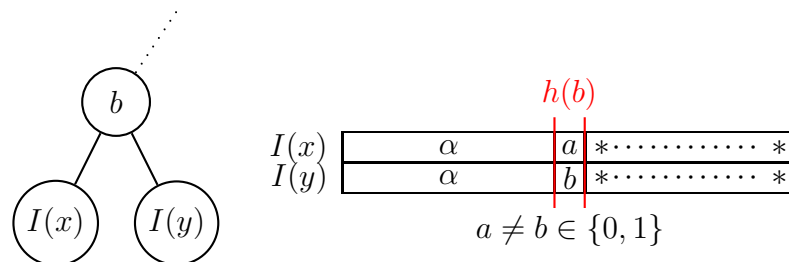 b
I(x) I(y)
h(b)
I(x) α a *············ *
I(y) α b *············ *
a ≠ b ∈ {0, 1}